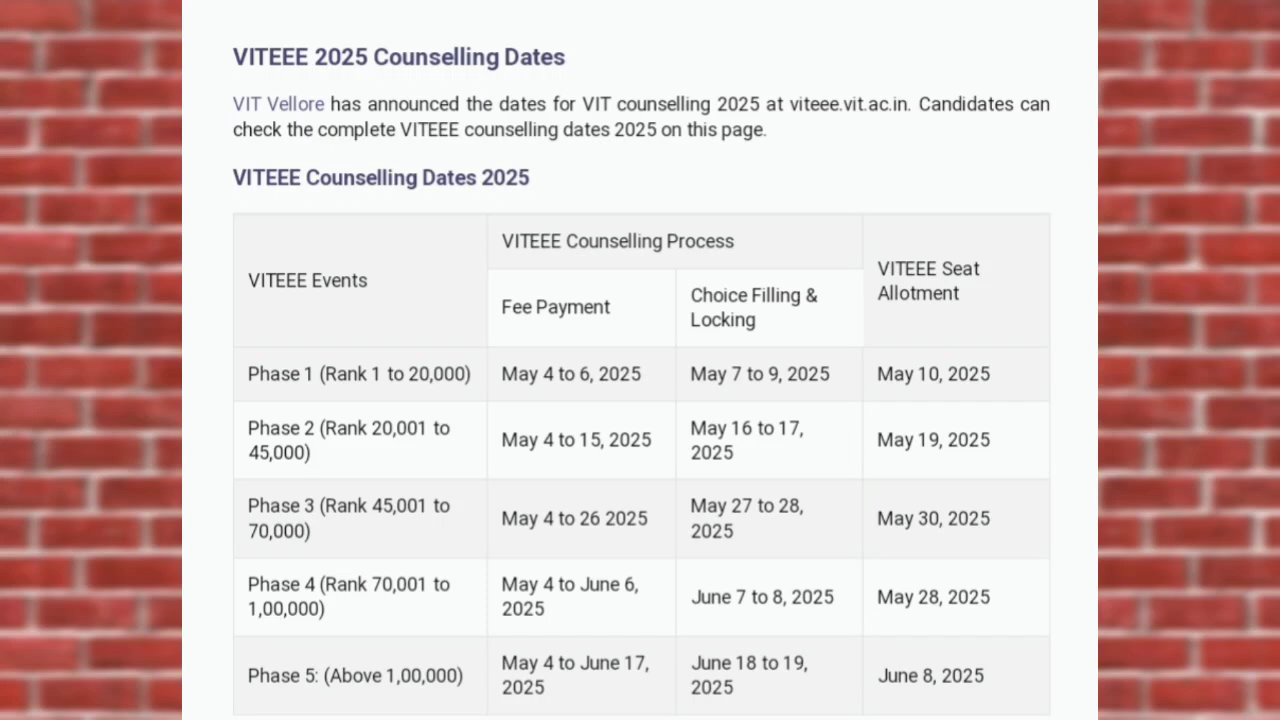 VITEEE 2025 Counselling Dates
VIT Vellore has announced the dates for VIT counselling 2025 at viteee.vit.ac.in. Candidates can
check the complete VITEEE counselling dates 2025 on this page.
VITEEE Counselling Dates 2025
VITEEE Events
VITEEE Counselling Process
VITEEE Seat
Allotment
Fee Payment
Choice Filling &
Locking
Phase 1 (Rank 1 to 20,000)
May 4 to 6, 2025
May 7 to 9, 2025
May 10, 2025
Phase 2 (Rank 20,001 to
45,000)
May 4 to 15, 2025
May 16 to 17,
2025
May 19, 2025
Phase 3 (Rank 45,001 to
70,000)
May 4 to 26 2025
May 27 to 28,
2025
May 30, 2025
Phase 4 (Rank 70,001 to
1,00,000)
May 4 to June 6,
2025
June 7 to 8, 2025
May 28, 2025
Phase 5: (Above 1,00,000)
May 4 to June 17,
2025
June 18 to 19,
2025
June 8, 2025